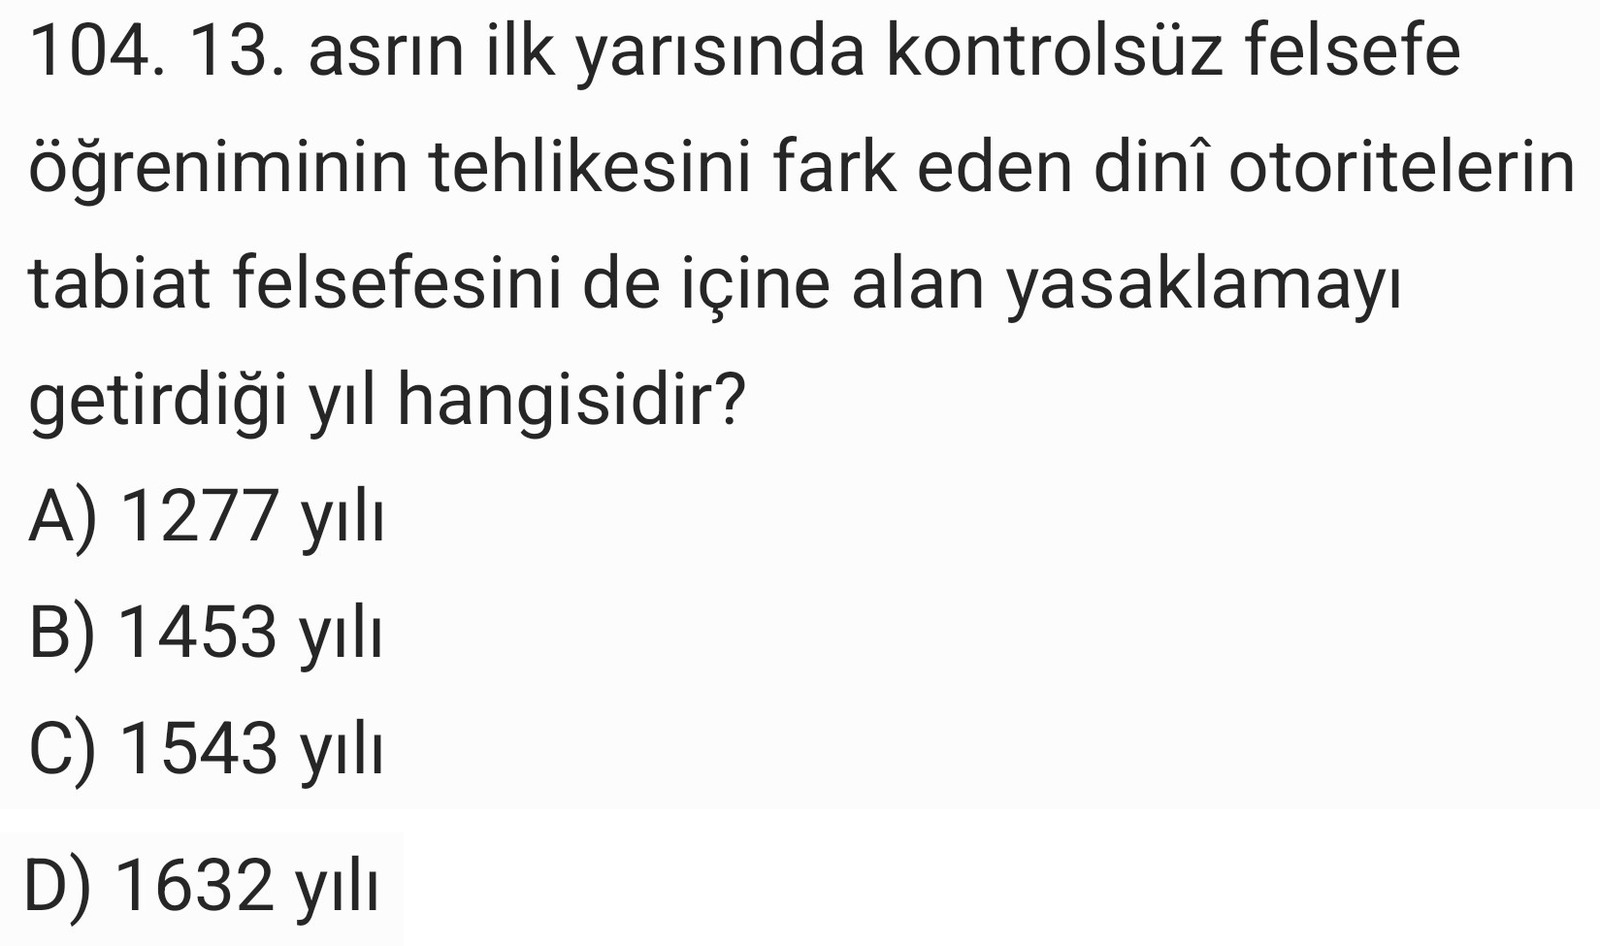 104. 13. asrın ilk yarısında kontrolsüz felsefe
öğreniminin tehlikesini fark eden dinî otoritelerin
tabiat felsefesini de içine alan yasaklamayı
getirdiği yıl hangisidir?
A) 1277 yılı
B) 1453 yılı
C) 1543 yılı
D) 1632 yılı